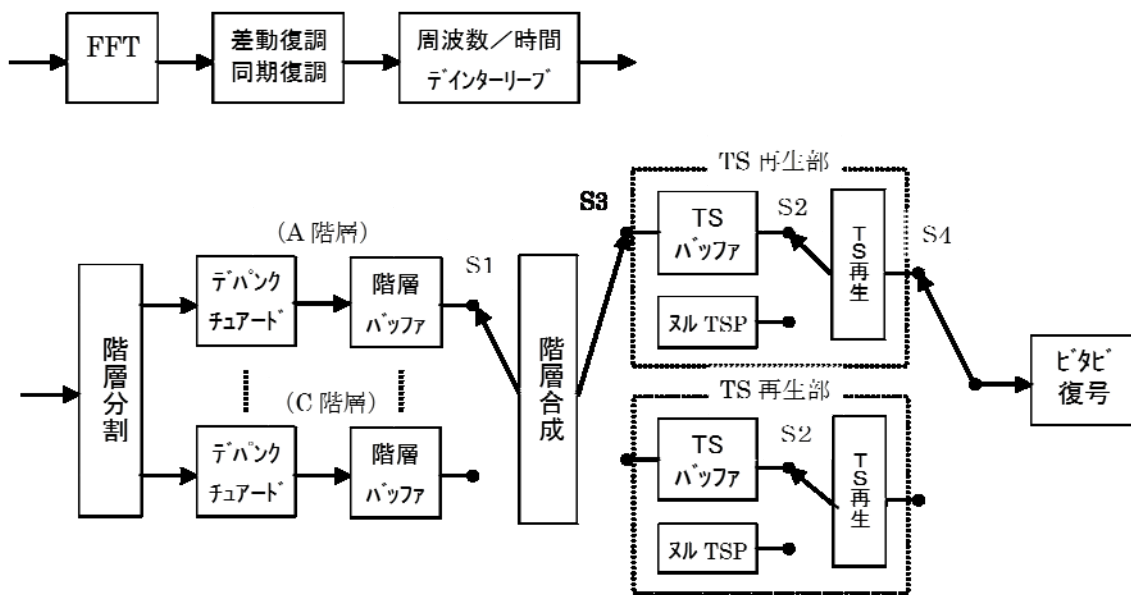 FFT
差動復調
同期復調
周波数／時間
ﾃﾞｲﾝﾀｰﾘｰﾌﾞ
TS 再生部
S3
TS
ﾊﾞｯﾌｧ
S2
TS再生
S4
ﾇﾙ TSP
(A 階層)
S1
階層分割
ﾃﾞﾊﾟﾝｸ
ﾁｭｱｰﾄﾞ
階層
ﾊﾞｯﾌｧ
階層合成
ﾋﾞﾀﾋﾞ
復号
(C 階層)
ﾃﾞﾊﾟﾝｸ
ﾁｭｱｰﾄﾞ
階層
ﾊﾞｯﾌｧ
TS 再生部
TS
ﾊﾞｯﾌｧ
S2
TS再生
ﾇﾙ TSP